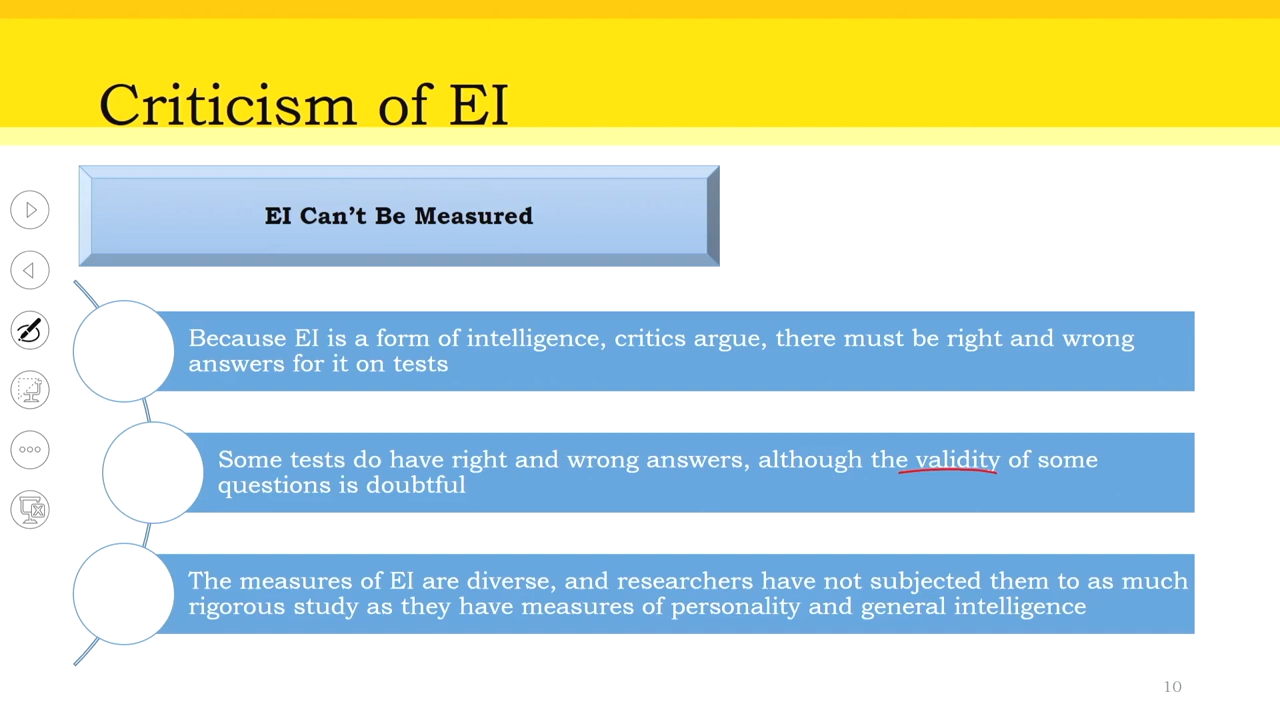 Criticism of EI
EI Can’t Be Measured
Because EI is a form of intelligence, critics argue, there must be right and wrong
answers for it on tests
Some tests do have right and wrong answers, although the validity of some
questions is doubtful
The measures of EI are diverse, and researchers have not subjected them to as much
rigorous study as they have measures of personality and general intelligence
10